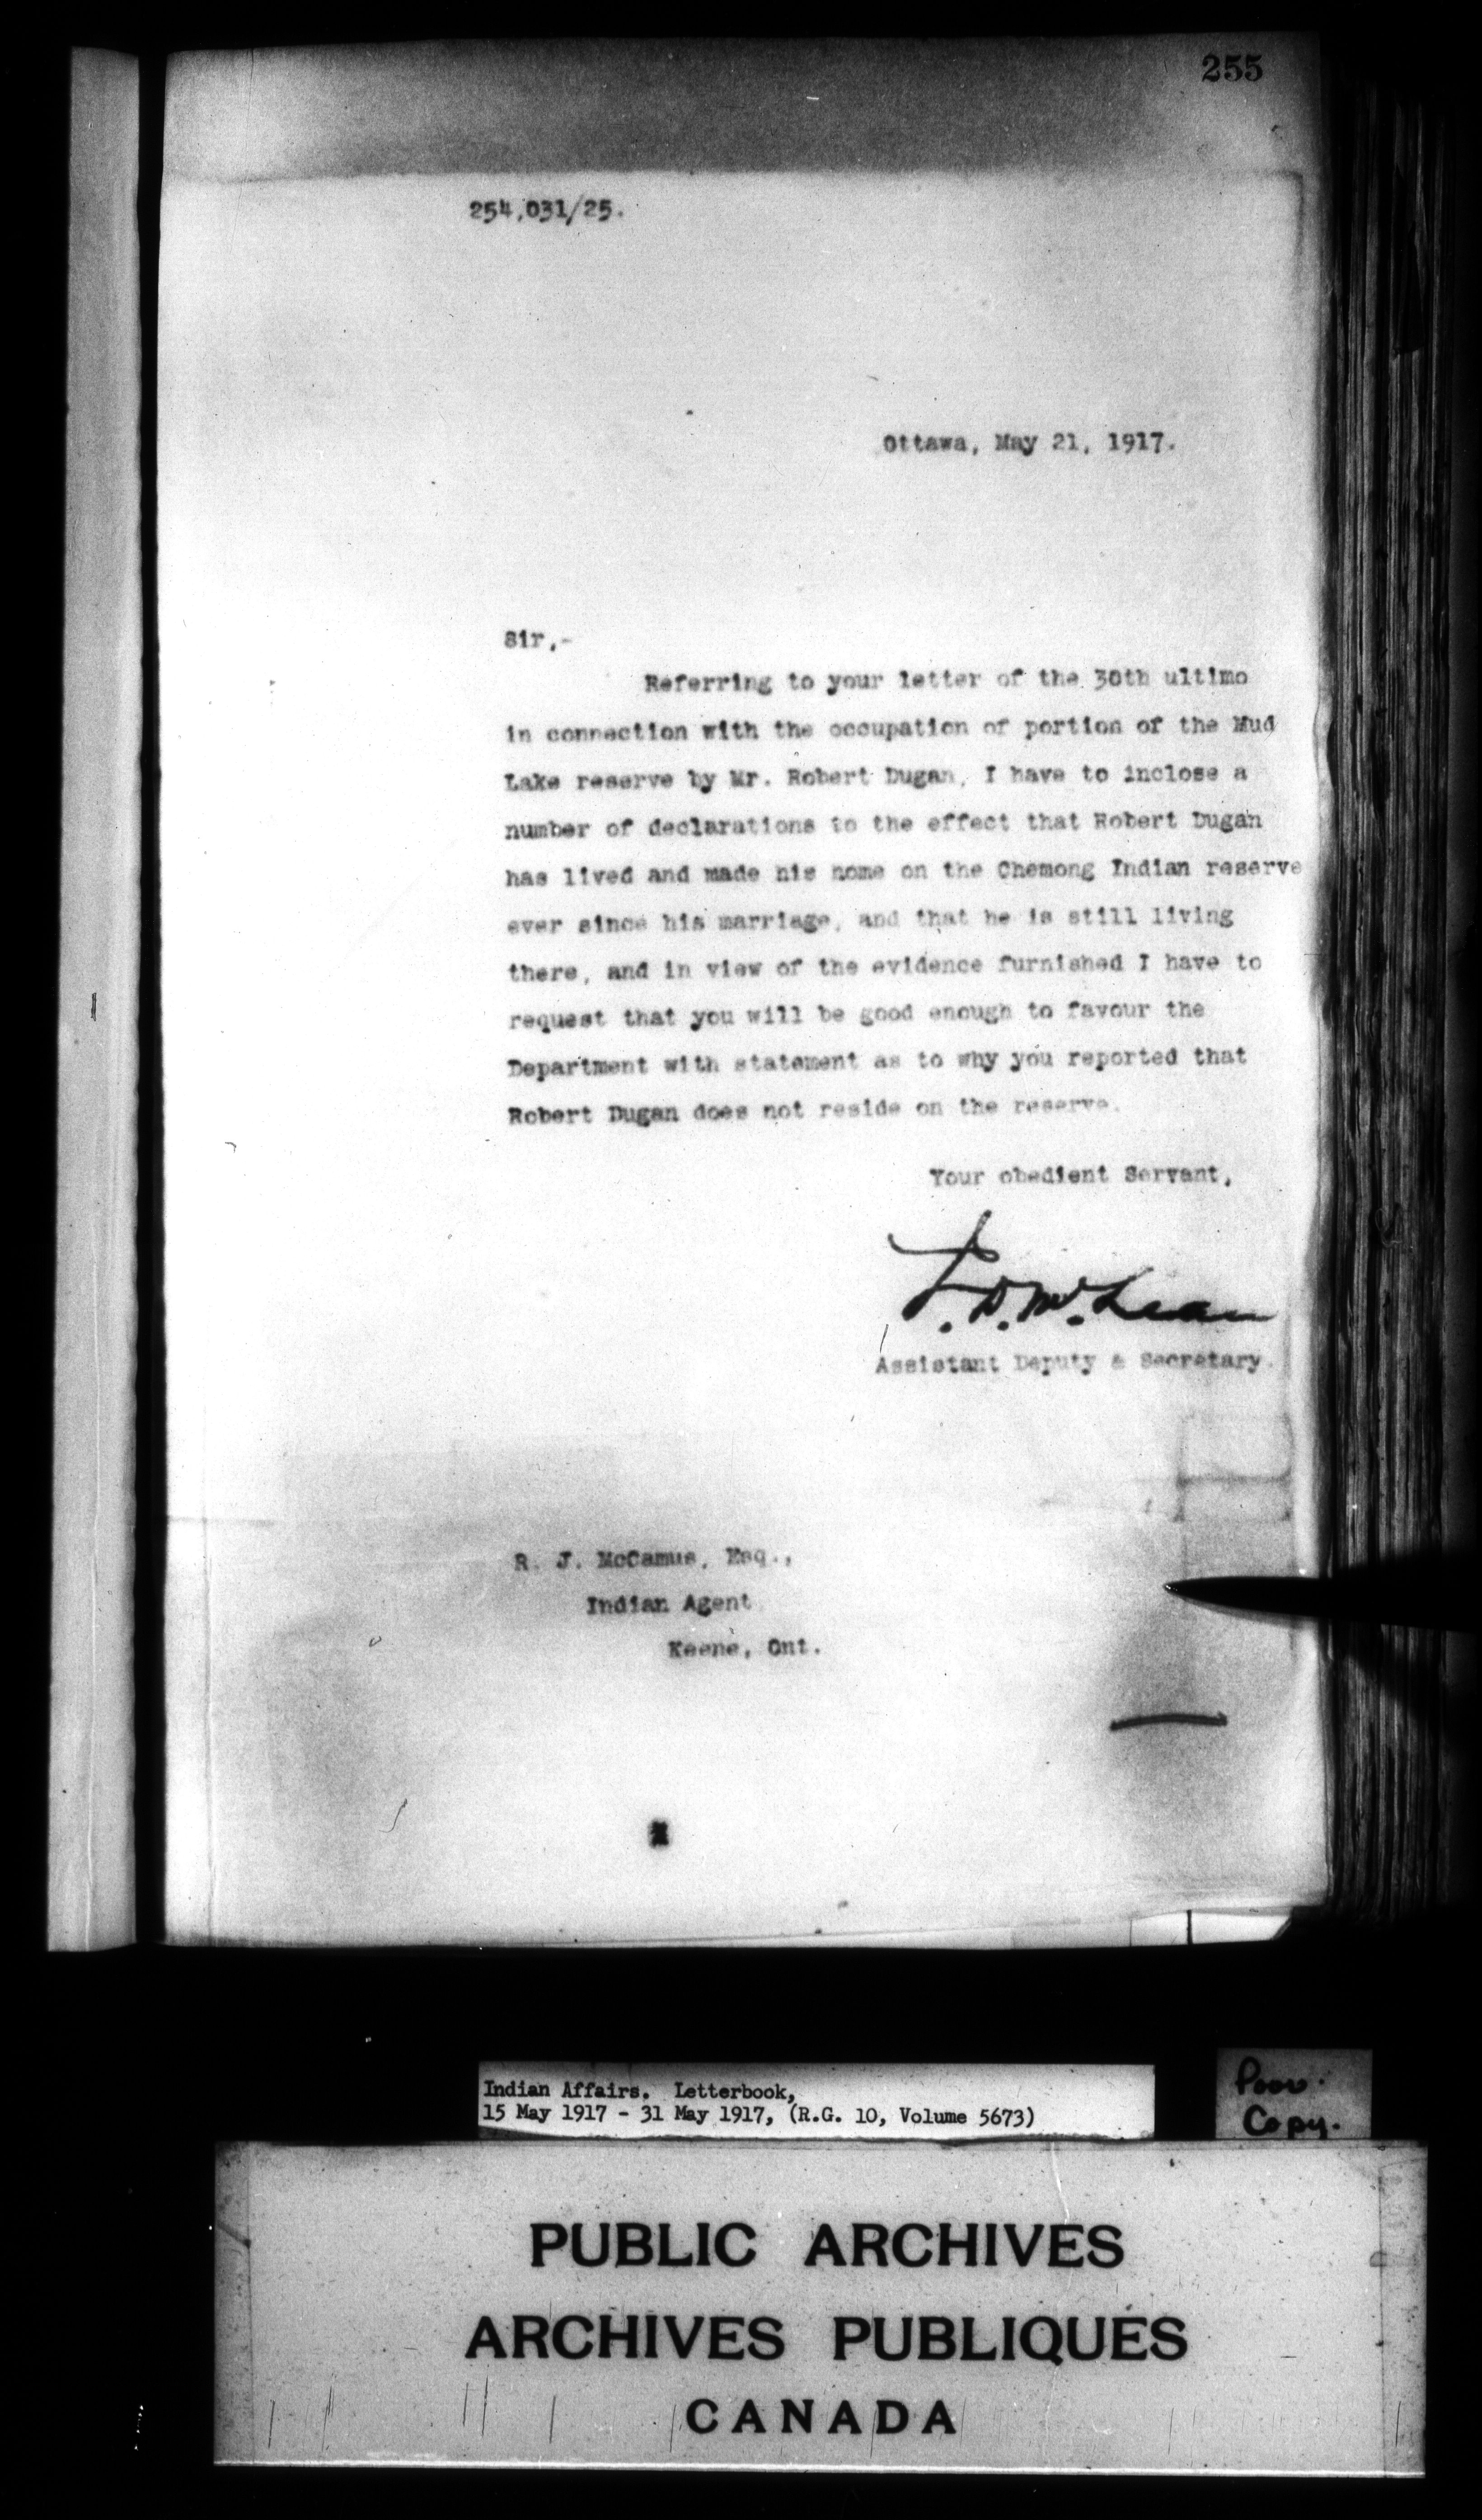 255
254,031/25.
Ottawa, May 21, 1917.
Sir,-
Referring to your letter of the 30th ultimo
in connection with the occupation of portion of the Mud
Lake reserve by Mr. Robert Dugan, I have to inclose a
number of declarations to the effect that Robert Dugan
has lived and made his home on the Chemong Indian reserve
ever since his marriage, and that he is still living
there, and in view of the evidence furnished I have to
request that you will be good enough to favour the
Department with statement as to why you reported that
Robert Dugan does not reside on the reserve.
Your obedient Servant,
J. D. McLean
Assistant Deputy & Secretary.
R. J. McCamus, Esq.,
Indian Agent
Keene, Ont.
Indian Affairs. Letterbook,
15 May 1917 - 31 May 1917, (R.G. 10, Volume 5673)
Poor
Copy.
PUBLIC ARCHIVES
ARCHIVES PUBLIQUES
CANADA